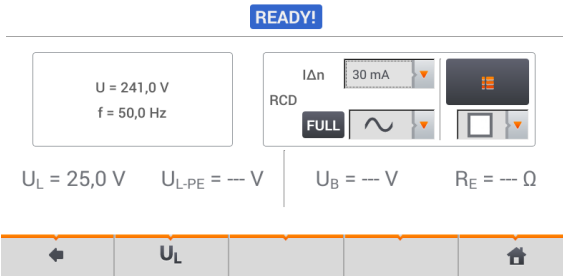 READY!
U = 241,0 V
f = 50,0 Hz
IΔn 30 mA
RCD
FULL
UL = 25,0 V UL-PE = --- V UB = --- V RE = --- Ω
UL